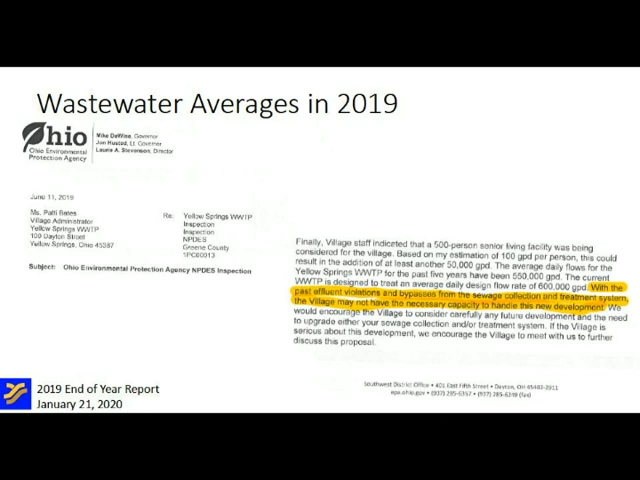 Wastewater Averages in 2019
Ohio
Ohio Environmental
Protection Agency
Mike DeWine, Governor
Jon Husted, Lt. Governor
Laurie A. Stevenson, Director
June 11, 2019
Ms. Patti Bates
Village Administrator
Yellow Springs WWTP
100 Dayton Street
Yellow Springs, Ohio 45387
Re: Yellow Springs WWTP
Inspection
Inspection
NPDES
Greene County
1PC00013
Subject: Ohio Environmental Protection Agency NPDES Inspection
Finally, Village staff indicated that a 500-person senior living facility was being
considered for the village. Based on my estimation of 100 gpd per person, this could
result in the addition of at least another 50,000 gpd. The average daily flows for the
Yellow Springs WWTP for the past five years have been 550,000 gpd. The current
WWTP is designed to treat an average daily design flow rate of 600,000 gpd. With the
past effluent violations and bypasses from the sewage collection and treatment system,
the Village may not have the necessary capacity to handle this new development. We
would encourage the Village to consider carefully any future development and the need
to upgrade either your sewage collection and/or treatment system. If the Village is
serious about this development, we encourage the Village to meet with us to further
discuss this proposal.
Southwest District Office • 401 East Fifth Street • Dayton, OH 45402-2911
epa.ohio.gov • (937) 285-6357 • (937) 285-6249 (fax)
2019 End of Year Report
January 21, 2020